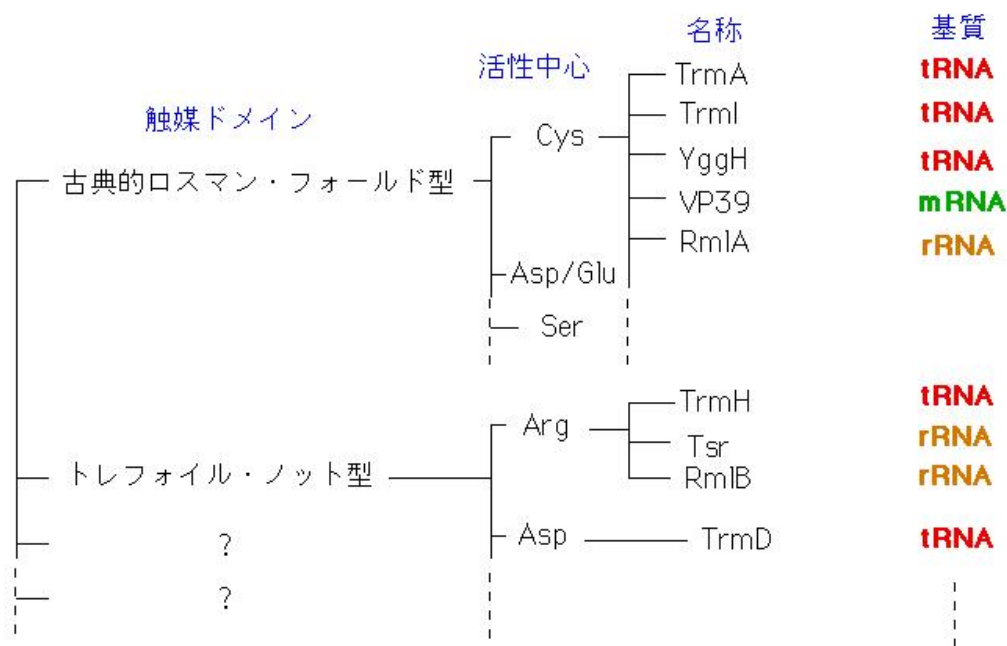 名称 基質
活性中心 TrmA tRNA
触媒ドメイン TrmI tRNA
Cys
古典的ロスマン・フォールド型 YggH tRNA
VP39 mRNA
RmlA rRNA
Asp/Glu
Ser
TrmH tRNA
Arg
Tsr rRNA
トレフォイル・ノット型 RmlB rRNA
? Asp TrmD tRNA
?